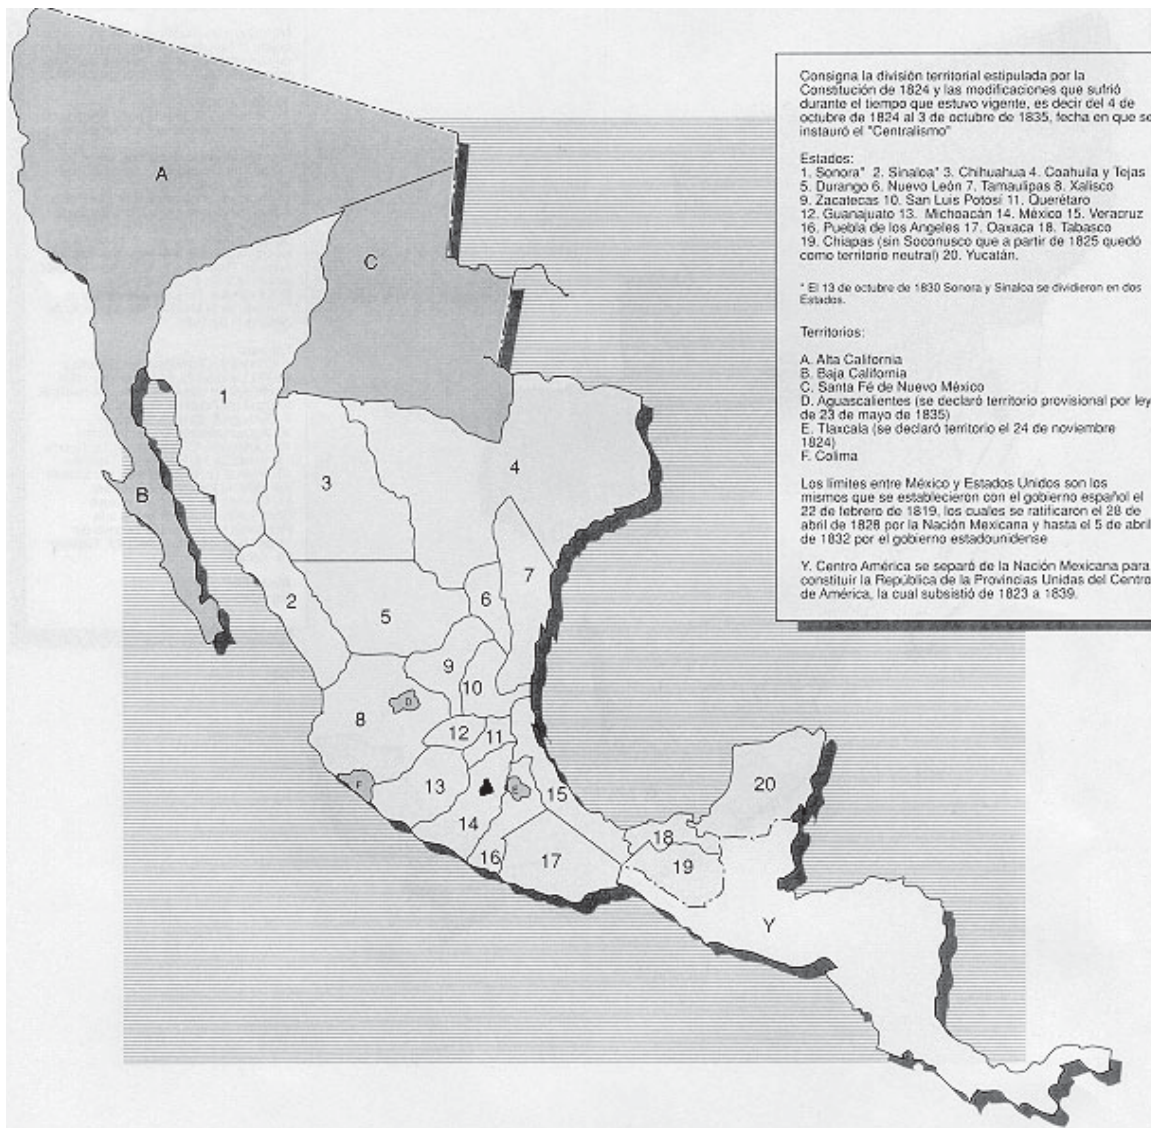 Consigna la división territorial estipulada por la
Constitución de 1824 y las modificaciones que sufrió
durante el tiempo que estuvo vigente, es decir del 4 de
octubre de 1824 al 3 de octubre de 1835, fecha en que se
instauró el "Centralismo"
Estados:
1. Sonora* 2. Sinaloa* 3. Chihuahua 4. Coahuila y Tejas
5. Durango 6. Nuevo León 7. Tamaulipas 8. Xalisco
9. Zacatecas 10. San Luis Potosí 11. Querétaro
12. Guanajuato 13. Michoacán 14. México 15. Veracruz
16. Puebla de los Angeles 17. Oaxaca 18. Tabasco
19. Chiapas (sin Soconusco que a partir de 1825 quedó
como territorio neutral) 20. Yucatán.
* El 13 de octubre de 1830 Sonora y Sinaloa se dividieron en dos
Estados.
Territorios:
A. Alta California
B. Baja California
C. Santa Fé de Nuevo México
D. Aguascalientes (se declaró territorio provisional por ley
de 23 de mayo de 1835)
E. Tlaxcala (se declaró territorio el 24 de noviembre
1824)
F. Colima
Los límites entre México y Estados Unidos son los
mismos que se establecieron con el gobierno español el
22 de febrero de 1819, los cuales se ratificaron el 28 de
abril de 1828 por la Nación Mexicana y hasta el 5 de abril
de 1832 por el gobierno estadounidense
Y. Centro América se separó de la Nación Mexicana para
constituir la República de la Provincias Unidas del Centro
de América, la cual subsistió de 1823 a 1839.
A
C
1
B
3
4
7
2
5
6
9
10
8
D
12
11
F
13
E
15
14
20
16
17
18
19
Y